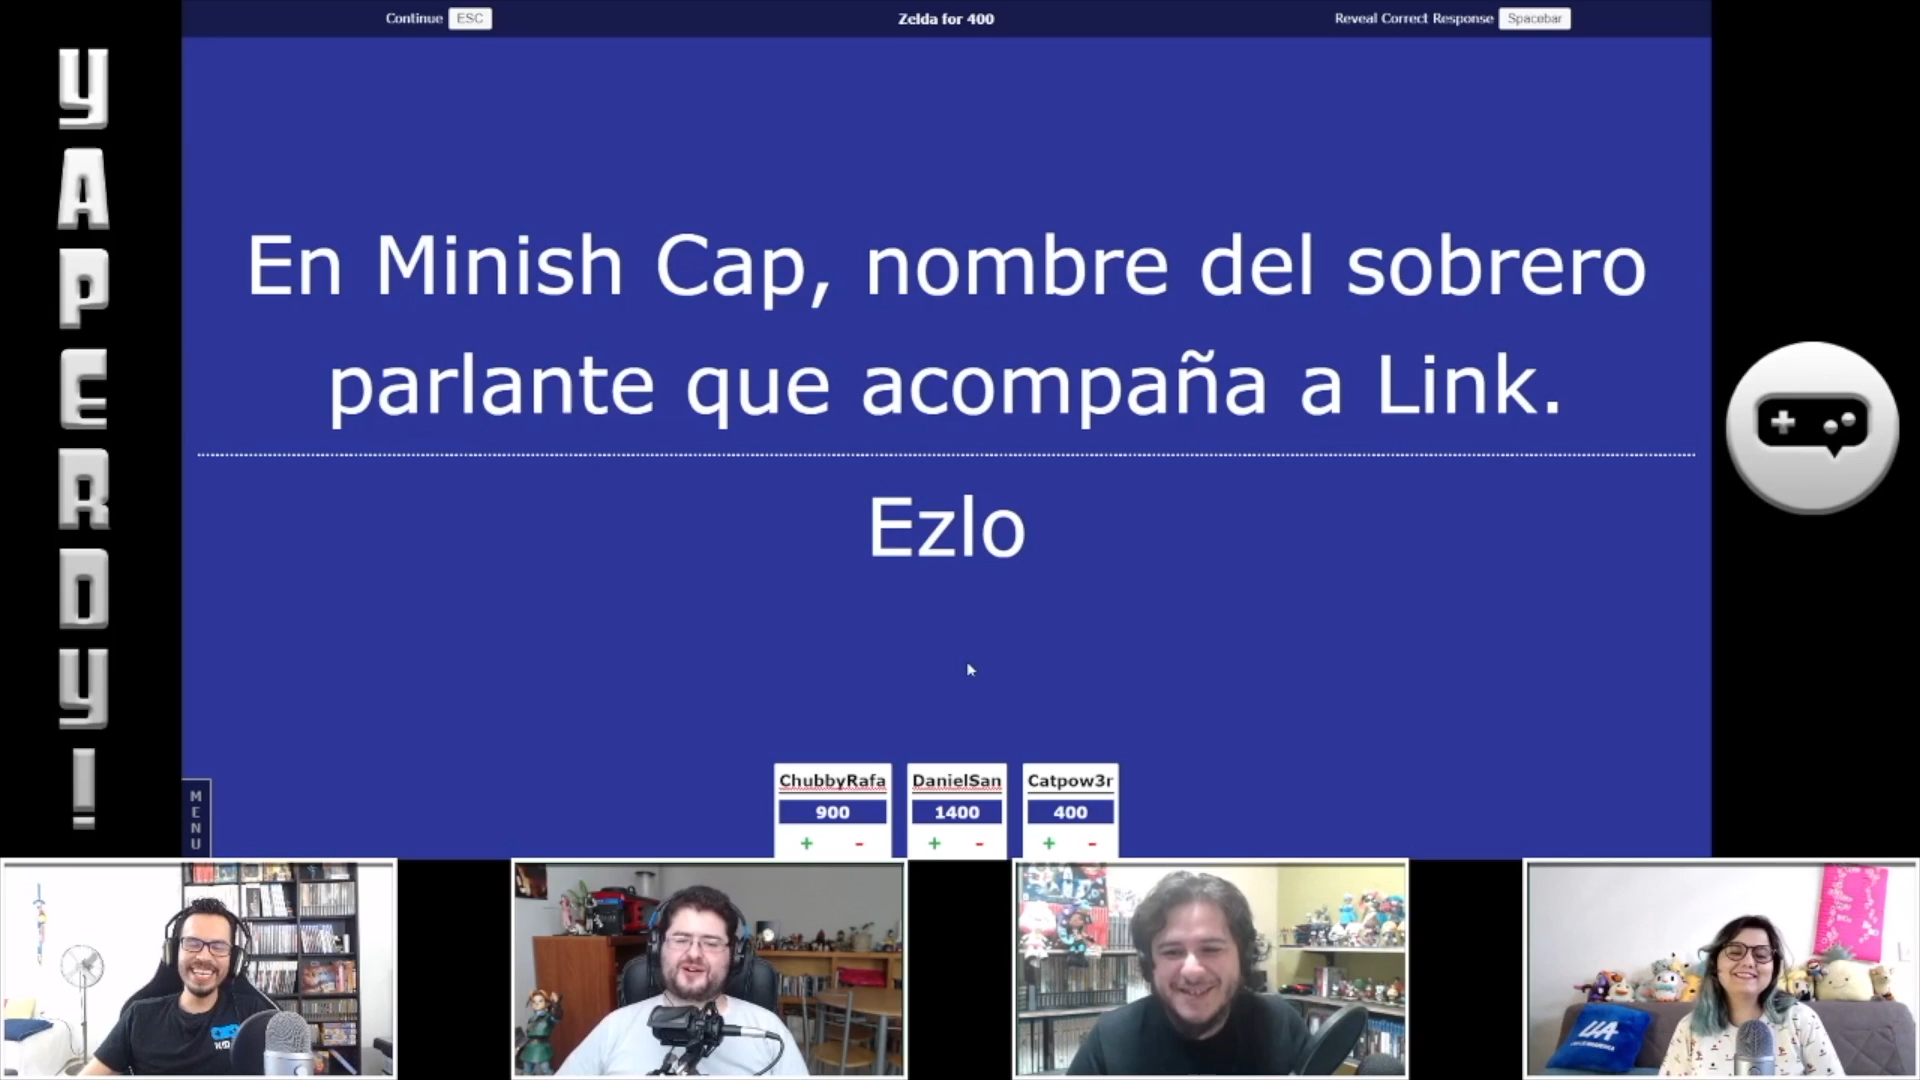 Continue ESC
Zelda for 400
Reveal Correct Response Spacebar
YAPERDY!
En Minish Cap, nombre del sobrero
parlante que acompaña a Link.
Ezlo
MENU
ChubbyRafa DanielSan Catpow3r
900 1400 400
+ - + - + -